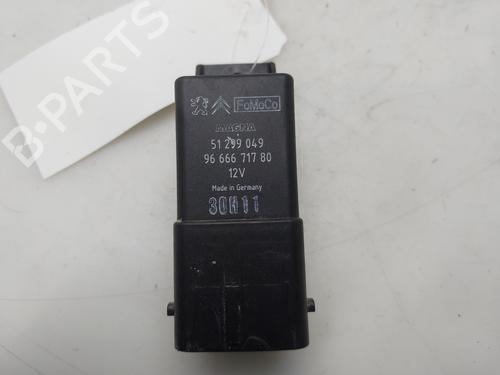 B-PARTS
FoMoCo
MAGNA
51 299 049
96 666 717 80
12V
Made in Germany
30H11